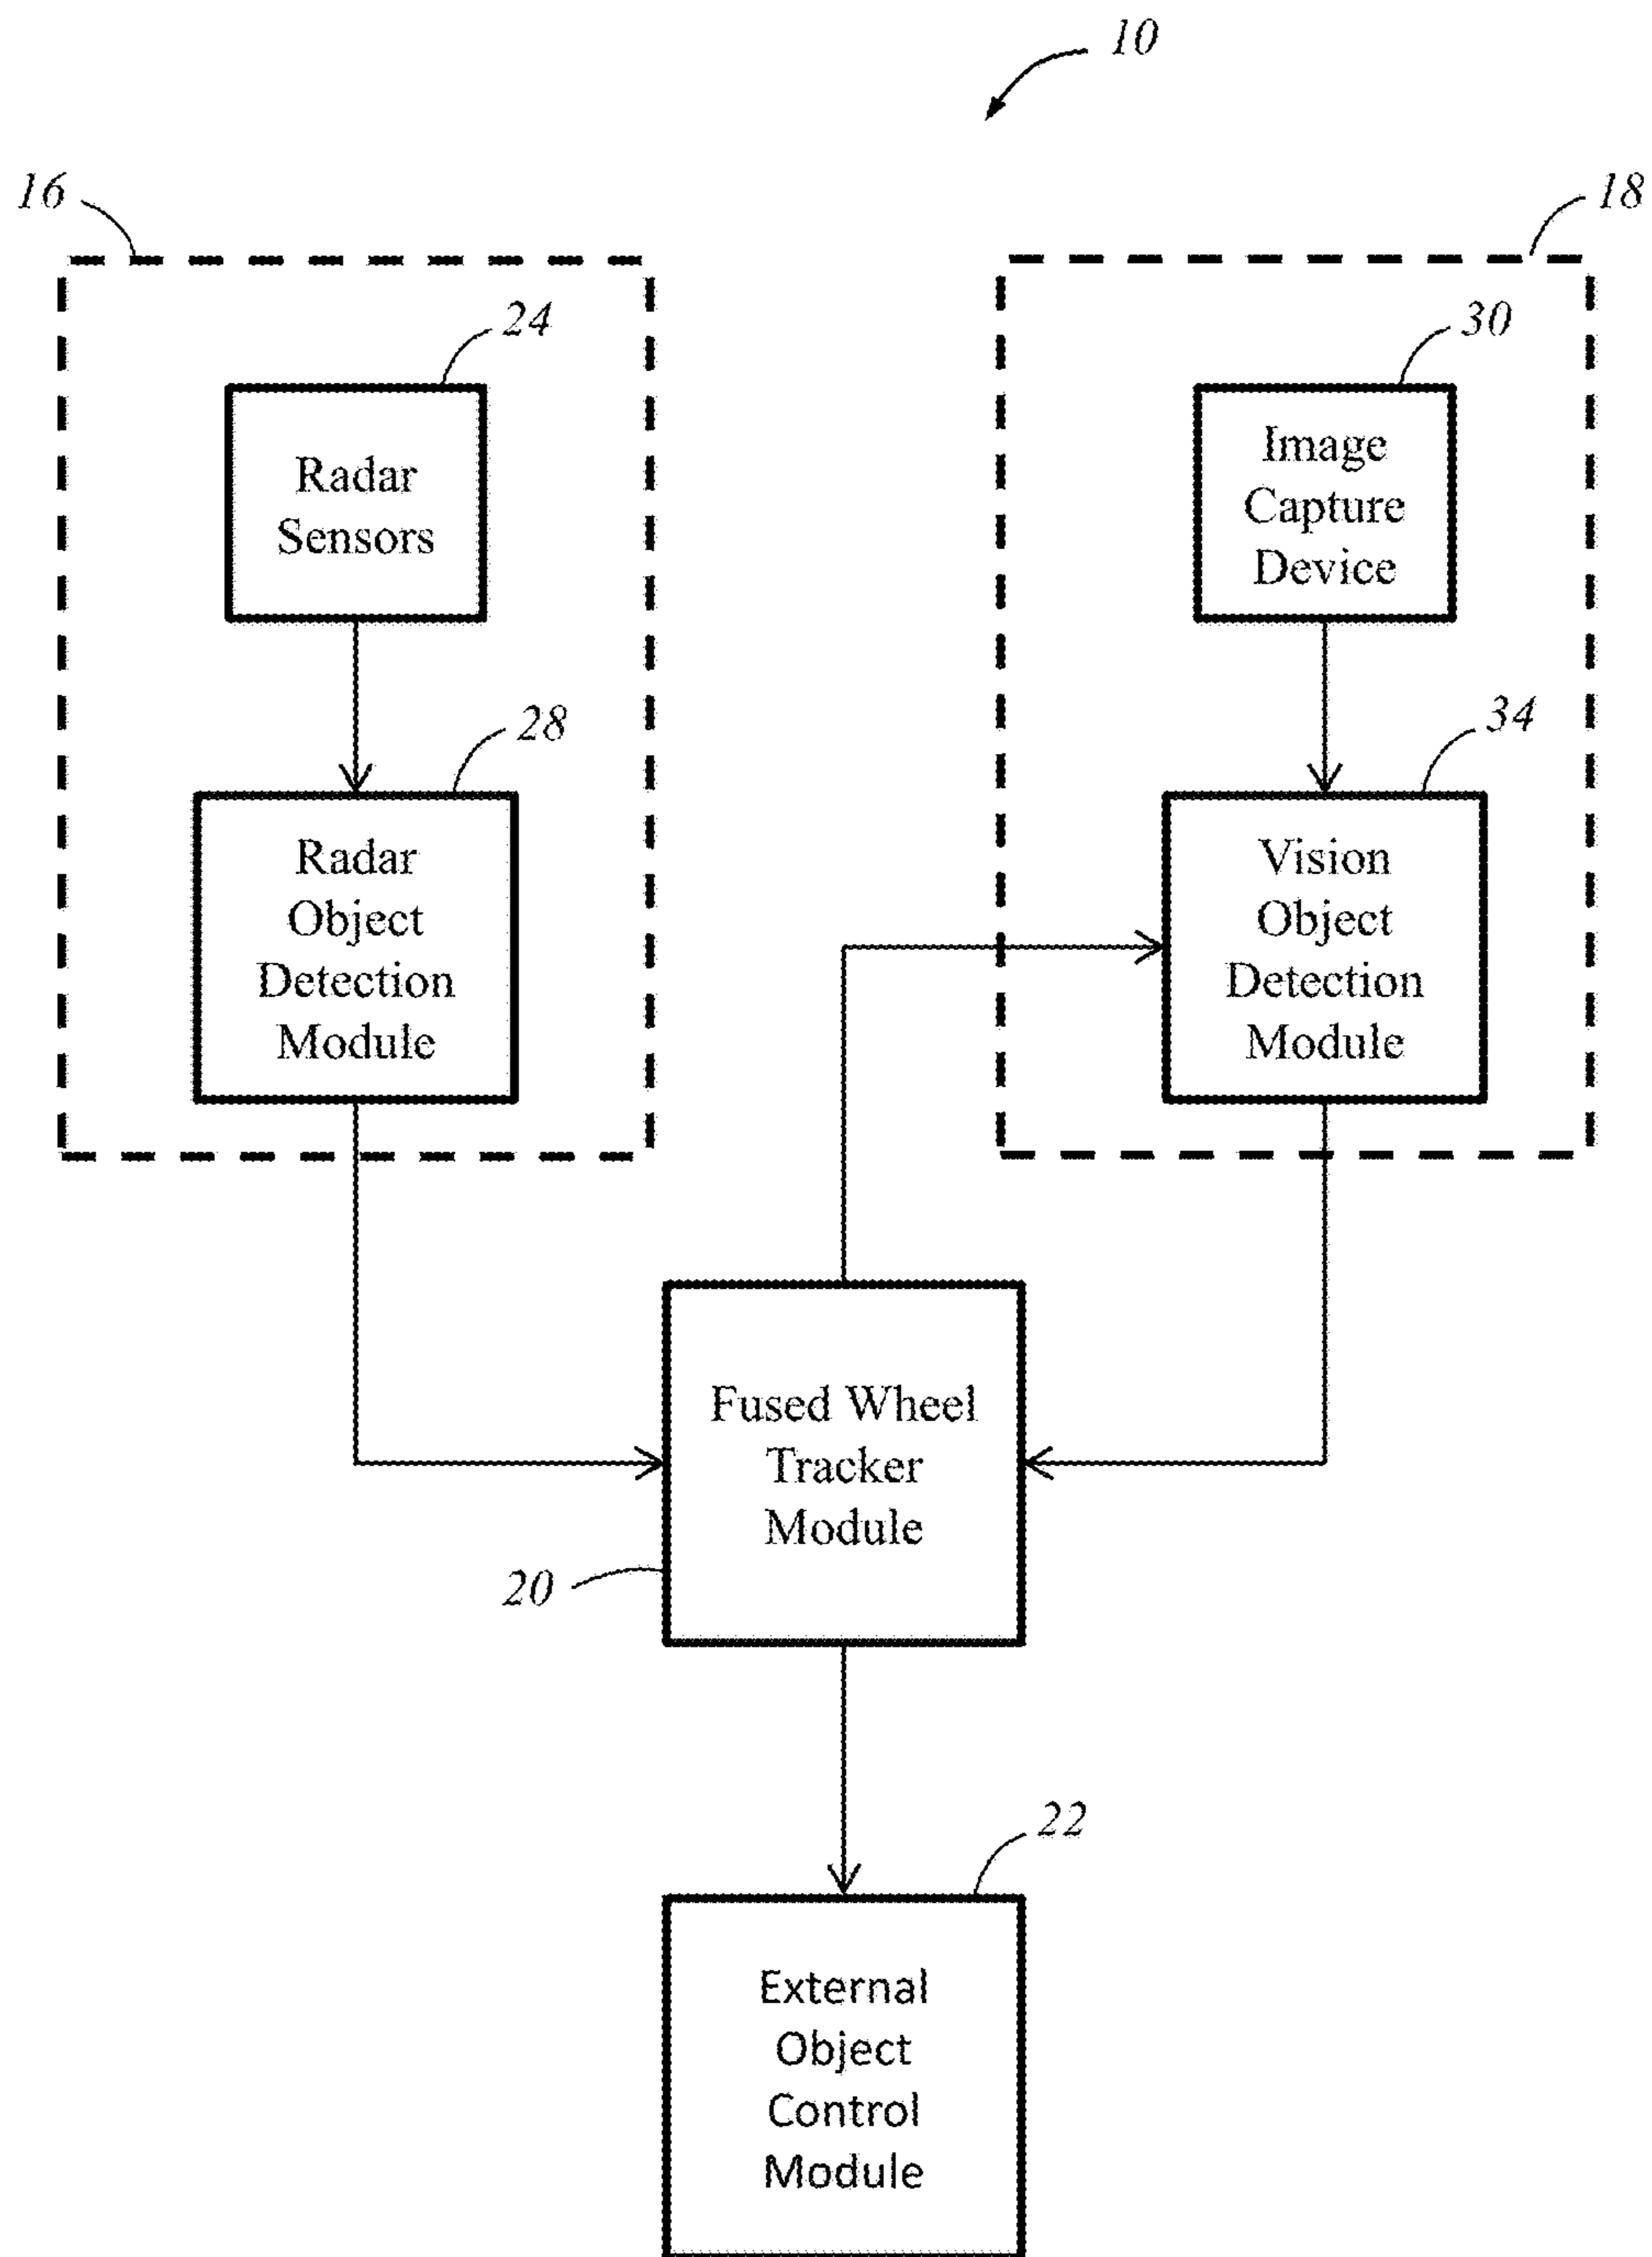 10
16
18
24
30
Radar
Sensors
Image
Capture
Device
28
34
Radar
Object
Detection
Module
Vision
Object
Detection
Module
Fused Wheel
Tracker
Module
20
22
External
Object
Control
Module